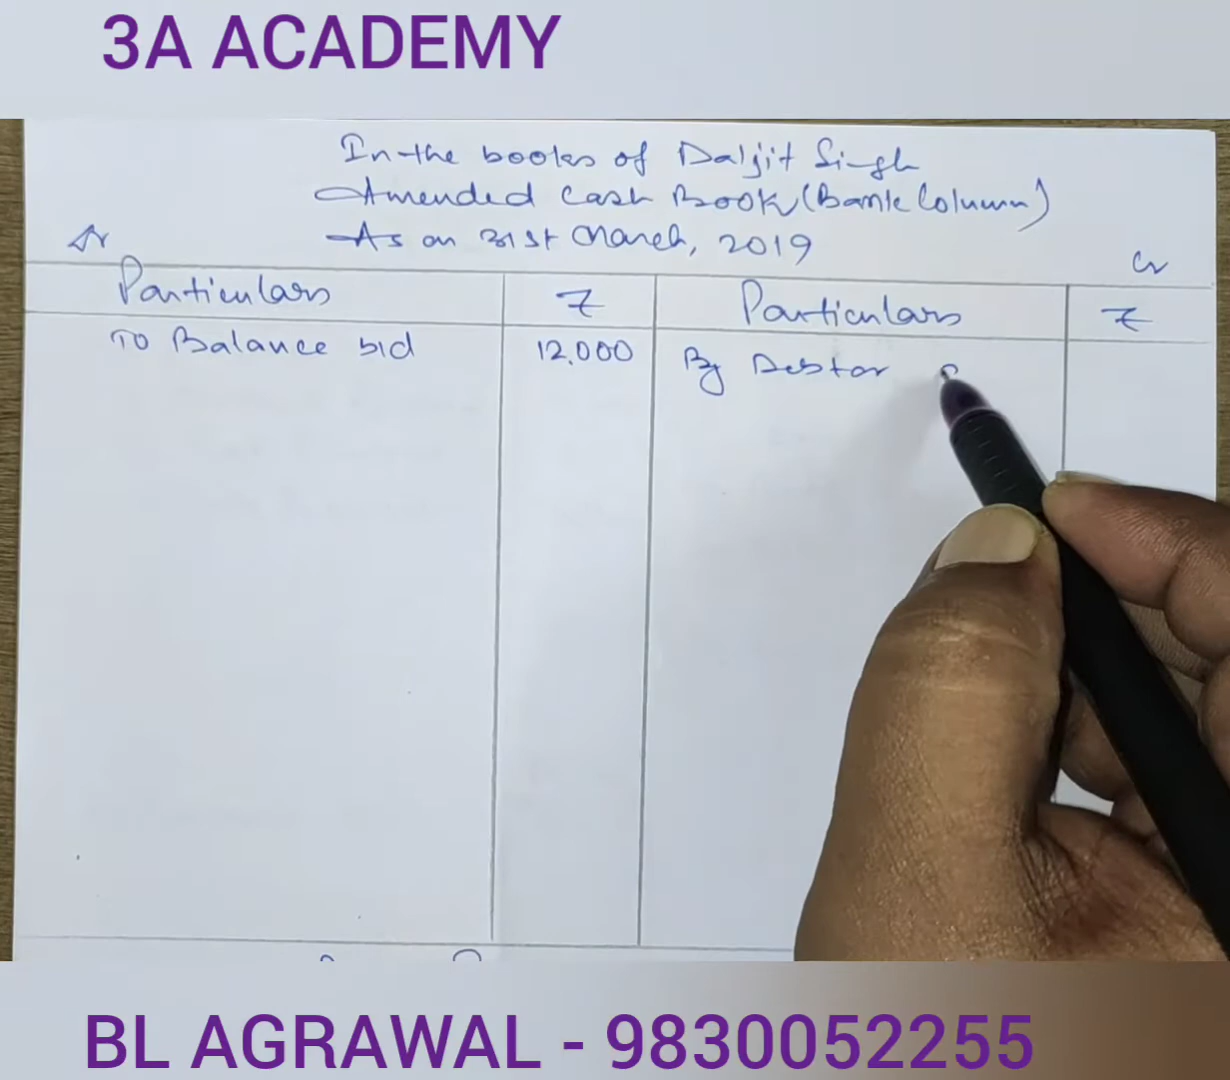 3A ACADEMY
In the books of Daljit Singh
Amended Cash Book (Bank Column)
As on 31st March, 2019
Dr
Cr
Particulars ₹ Particulars ₹
To Balance b/d 12,000 By Debtor
BL AGRAWAL - 9830052255